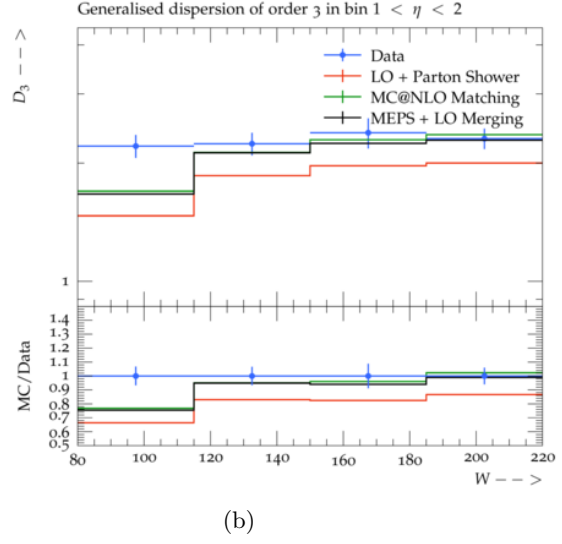 Generalised dispersion of order 3 in bin 1 < η < 2
D₃ -->
Data
LO + Parton Shower
MC@NLO Matching
MEPS + LO Merging
1
MC/Data
1.4
1.3
1.2
1.1
1
0.9
0.8
0.7
0.6
0.5
80 100 120 140 160 180 200 220
W -->
(b)